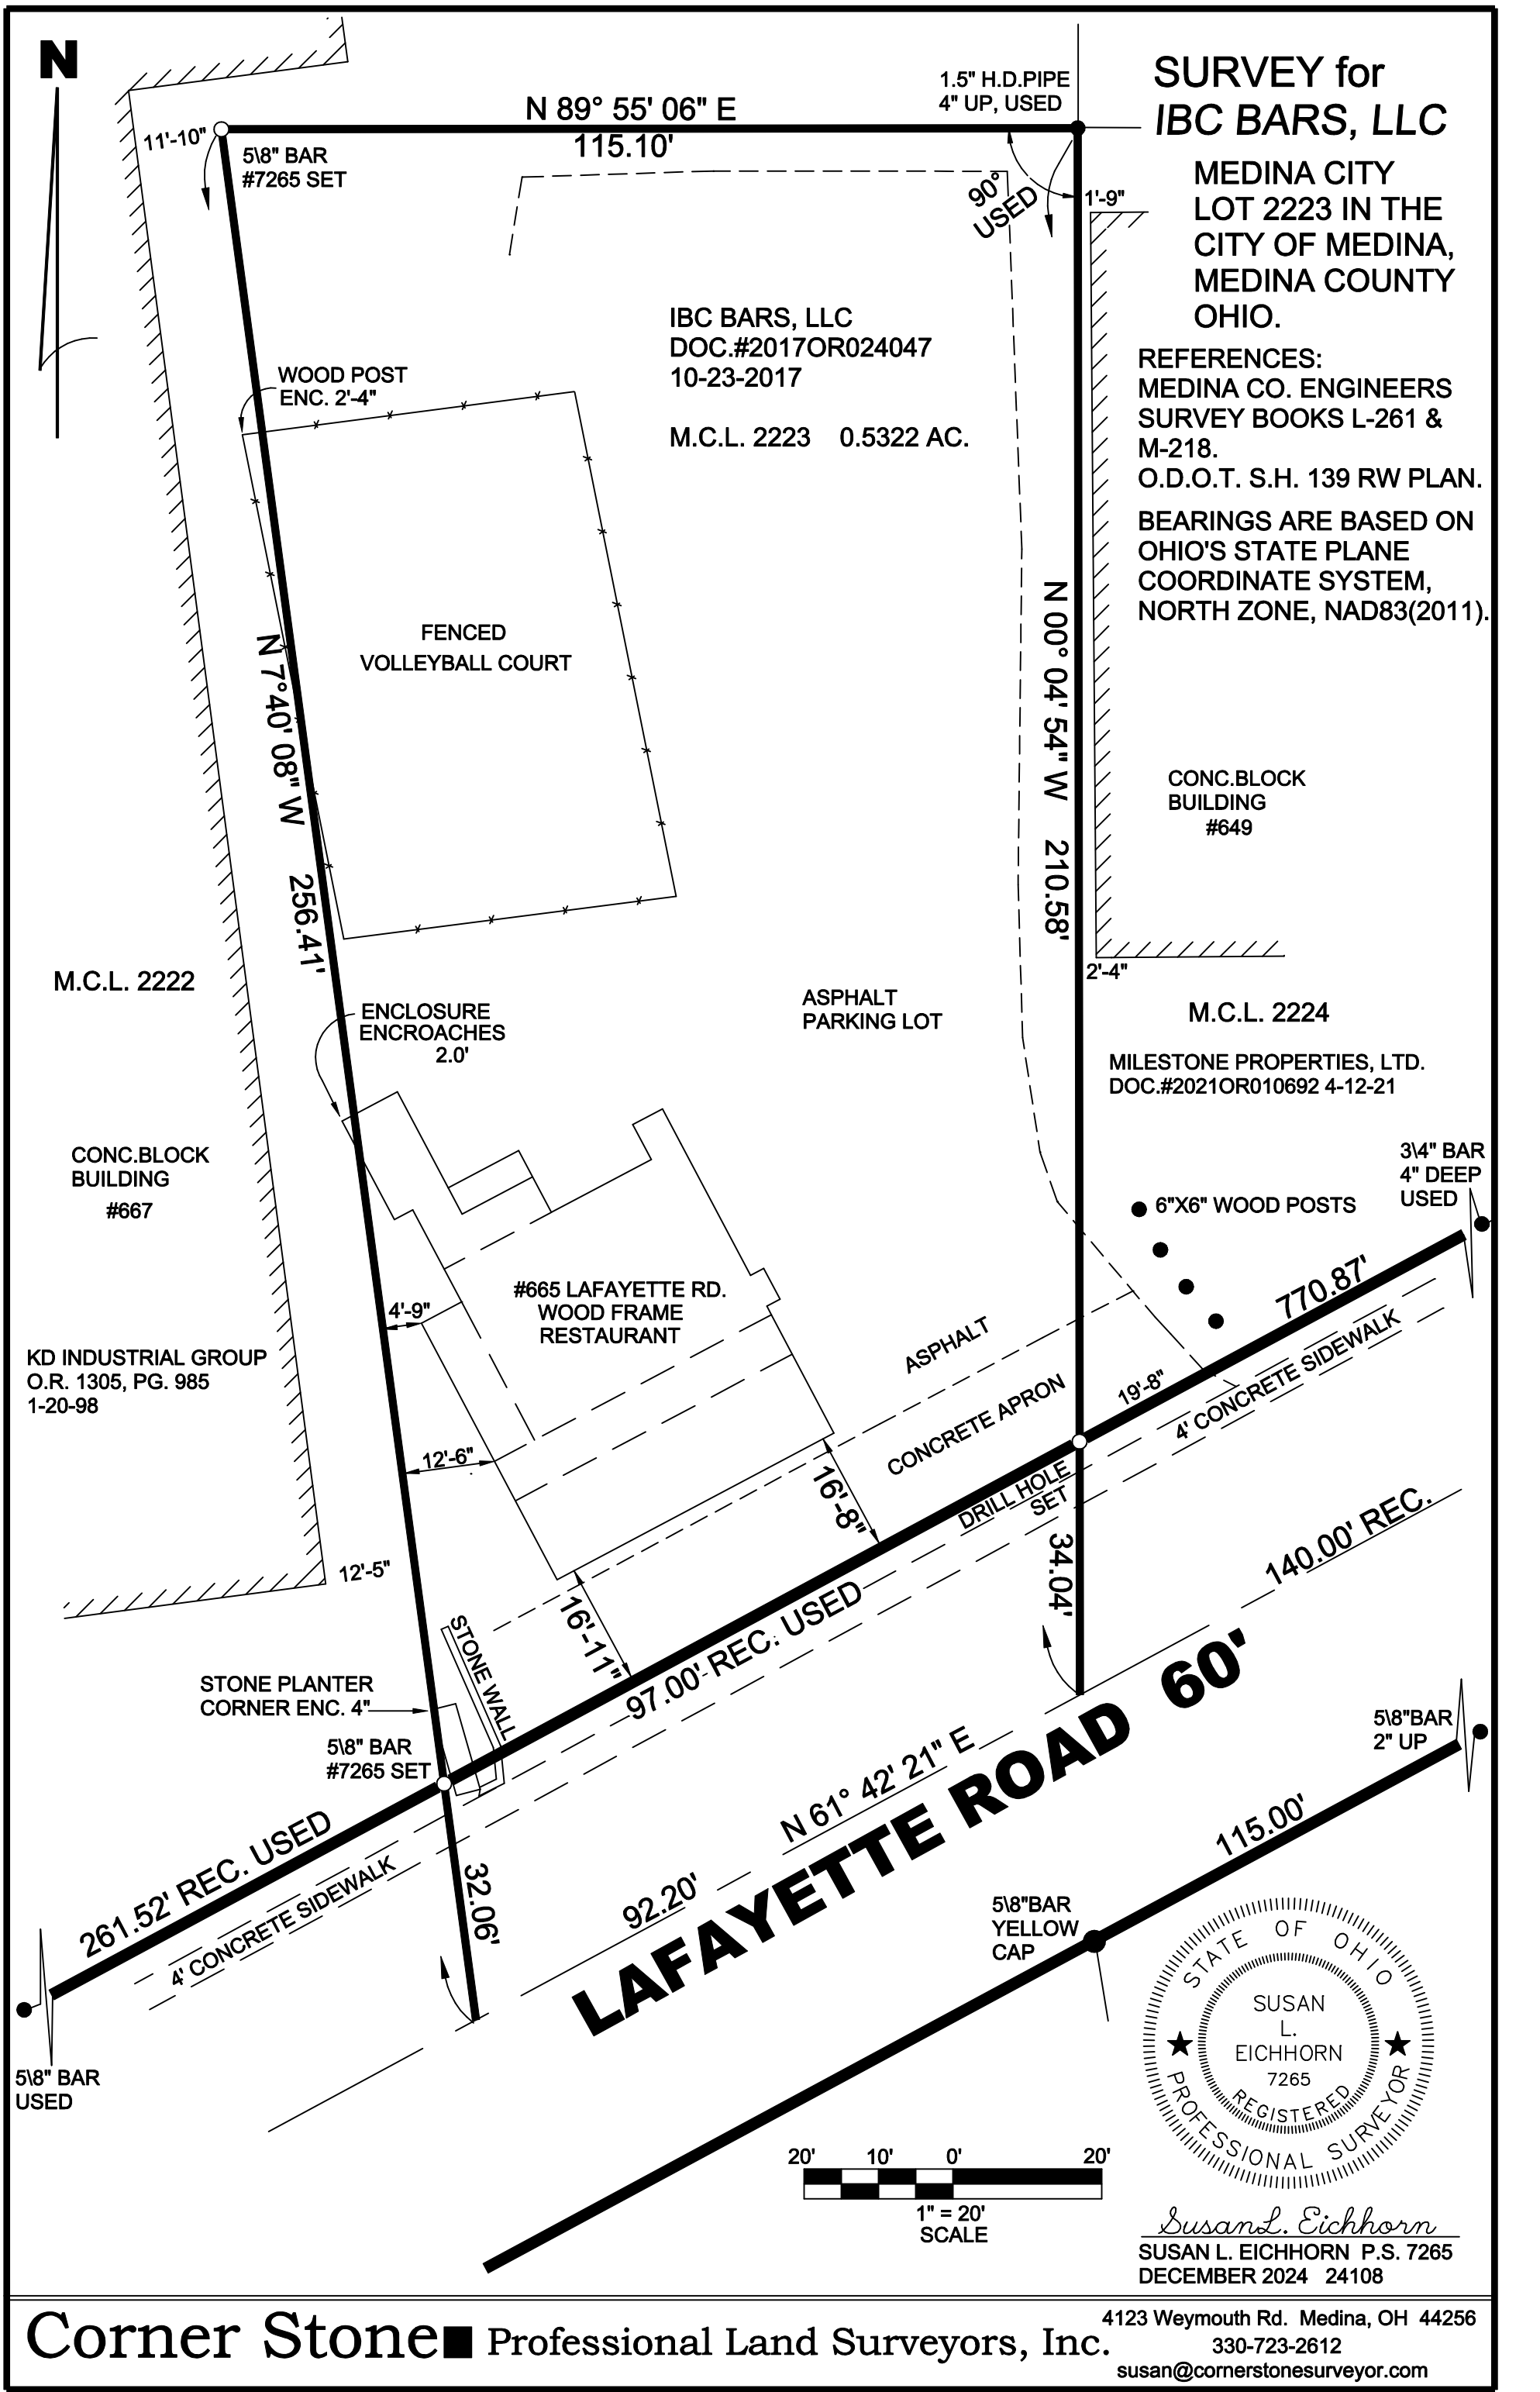 N
SURVEY for
IBC BARS, LLC
MEDINA CITY
LOT 2223 IN THE
CITY OF MEDINA,
MEDINA COUNTY
OHIO.
REFERENCES:
MEDINA CO. ENGINEERS
SURVEY BOOKS L-261 &
M-218.
O.D.O.T. S.H. 139 RW PLAN.
BEARINGS ARE BASED ON
OHIO'S STATE PLANE
COORDINATE SYSTEM,
NORTH ZONE, NAD83(2011).
1.5" H.D.PIPE
4" UP, USED
N 89° 55' 06" E
115.10'
11'-10"
5\8" BAR
#7265 SET
90°
USED
1'-9"
IBC BARS, LLC
DOC.#2017OR024047
10-23-2017
M.C.L. 2223 0.5322 AC.
WOOD POST
ENC. 2'-4"
FENCED
VOLLEYBALL COURT
N 7°40' 08" W 256.41'
N 00° 04' 54" W 210.58'
CONC.BLOCK
BUILDING
#649
2'-4"
M.C.L. 2222
M.C.L. 2224
ENCLOSURE
ENCROACHES
2.0'
ASPHALT
PARKING LOT
MILESTONE PROPERTIES, LTD.
DOC.#2021OR010692 4-12-21
CONC.BLOCK
BUILDING
#667
3\4" BAR
4" DEEP
USED
6"X6" WOOD POSTS
#665 LAFAYETTE RD.
WOOD FRAME
RESTAURANT
4'-9"
770.87'
KD INDUSTRIAL GROUP
O.R. 1305, PG. 985
1-20-98
ASPHALT
CONCRETE APRON
19'-8"
4' CONCRETE SIDEWALK
12'-6"
16'-8"
DRILL HOLE
SET
34.04'
140.00' REC.
12'-5"
16'-11"
97.00' REC. USED
STONE WALL
STONE PLANTER
CORNER ENC. 4"
5\8" BAR
#7265 SET
LAFAYETTE ROAD 60'
N 61° 42' 21" E
92.20'
5\8"BAR
2" UP
115.00'
261.52' REC. USED
4' CONCRETE SIDEWALK
32.06'
5\8"BAR
YELLOW
CAP
5\8" BAR
USED
STATE OF OHIO
SUSAN
L.
EICHHORN
7265
REGISTERED
PROFESSIONAL SURVEYOR
20' 10' 0' 20'
1" = 20'
SCALE
Susan L. Eichhorn
SUSAN L. EICHHORN P.S. 7265
DECEMBER 2024 24108
Corner Stone Professional Land Surveyors, Inc.
4123 Weymouth Rd. Medina, OH 44256
330-723-2612
susan@cornerstonesurveyor.com